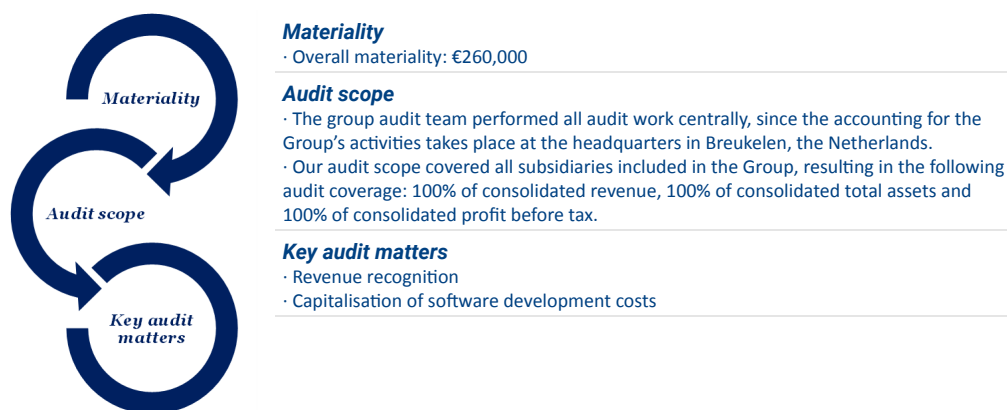 Materiality
Materiality
· Overall materiality: €260,000
Audit scope
Audit scope
· The group audit team performed all audit work centrally, since the accounting for the
Group’s activities takes place at the headquarters in Breukelen, the Netherlands.
· Our audit scope covered all subsidiaries included in the Group, resulting in the following
audit coverage: 100% of consolidated revenue, 100% of consolidated total assets and
100% of consolidated profit before tax.
Key audit
matters
Key audit matters
· Revenue recognition
· Capitalisation of software development costs